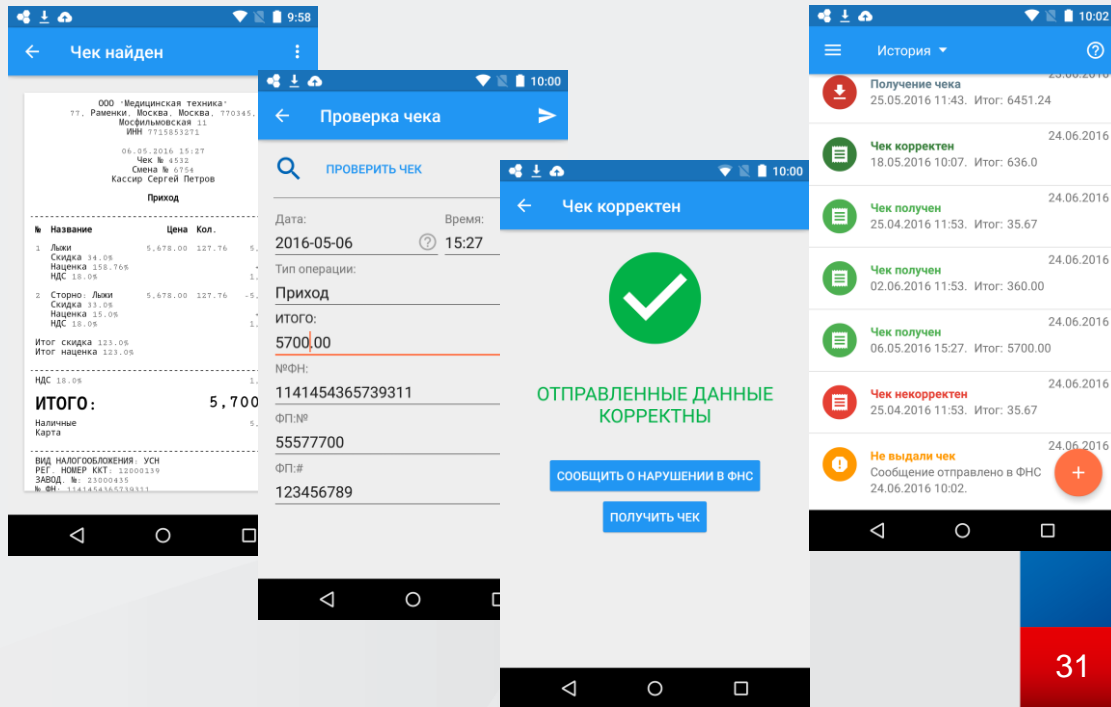 9:58
Чек найден
ООО "Медицинская техника"
77, Раменки, Москва, Москва, 770345,
Мосфильмовская 11
ИНН 7715853271
06.05.2016 15:27
Чек № 4532
Смена № 6754
Кассир Сергей Петров
Приход
№ Название Цена Кол.
1 Лыжи 5,678.00 127.76 5,
Скидка 34.0%
Наценка 158.76%
НДС 18.0% 1,
2 Сторно: Лыжи 5,678.00 127.76 -5,
Скидка 33.0%
Наценка 15.0%
НДС 18.0% 1,
Итог скидка 123.0%
Итог наценка 123.0%
НДС 18.0% 1,
ИТОГО: 5,700
Наличные 5,
Карта
ВИД НАЛОГООБЛОЖЕНИЯ: УСН
РЕГ. НОМЕР ККТ: 12000139
ЗАВОД. №: 23000435
№ ФН: 1141454365739311
10:00
Проверка чека
ПРОВЕРИТЬ ЧЕК
Дата: Время:
2016-05-06 ? 15:27
Тип операции:
Приход
ИТОГО:
5700.00
№ФН:
1141454365739311
ФП:№
55577700
ФП:#
123456789
10:00
Чек корректен
ОТПРАВЛЕННЫЕ ДАННЫЕ
КОРРЕКТНЫ
СООБЩИТЬ О НАРУШЕНИИ В ФНС
ПОЛУЧИТЬ ЧЕК
10:02
История ?
Получение чека
25.05.2016 11:43. Итог: 6451.24
24.06.2016
Чек корректен
18.05.2016 10:07. Итог: 636.0
24.06.2016
Чек получен
25.04.2016 11:53. Итог: 35.67
24.06.2016
Чек получен
02.06.2016 11:53. Итог: 360.00
24.06.2016
Чек получен
06.05.2016 15:27. Итог: 5700.00
24.06.2016
Чек некорректен
25.04.2016 11:53. Итог: 35.67
24.06.2016
Не выдали чек
Сообщение отправлено в ФНС
24.06.2016 10:02.
+
31